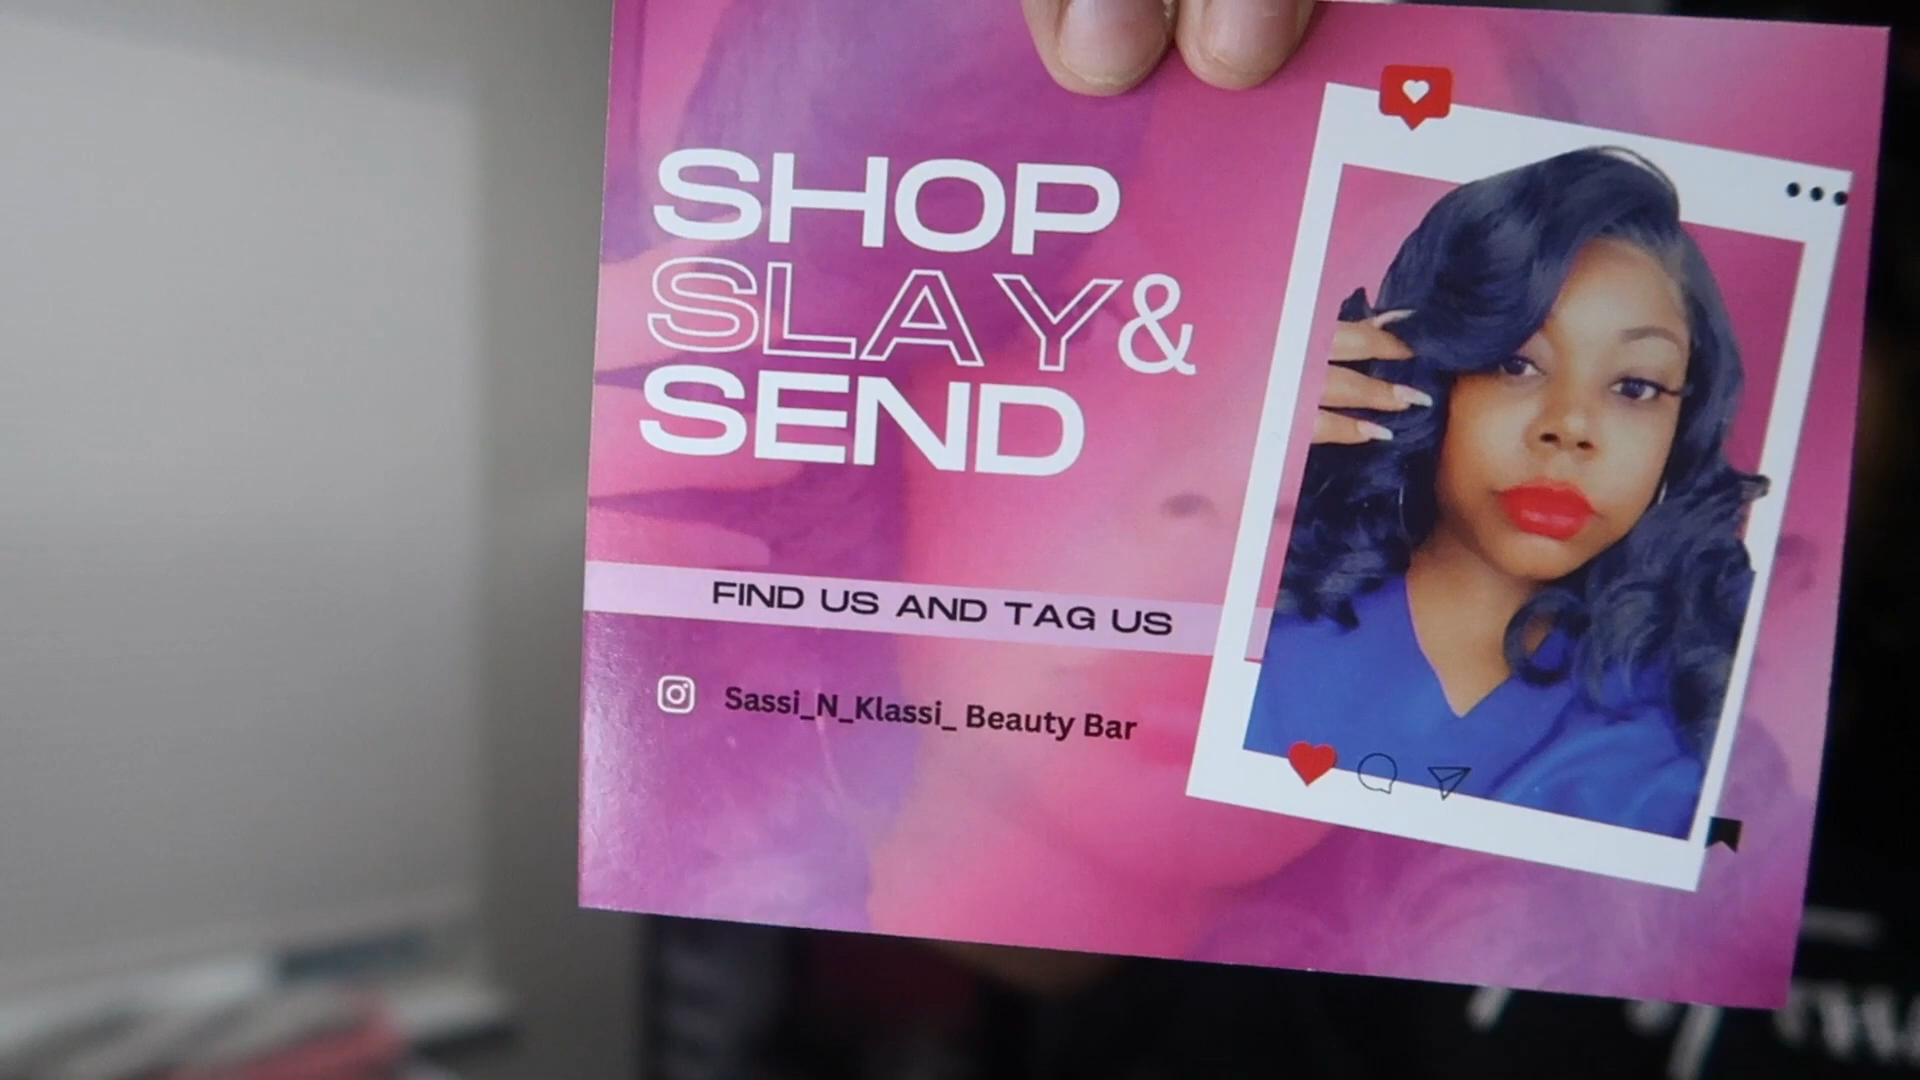 SHOP
SLAY &
SEND
FIND US AND TAG US
Sassi_N_Klassi_ Beauty Bar